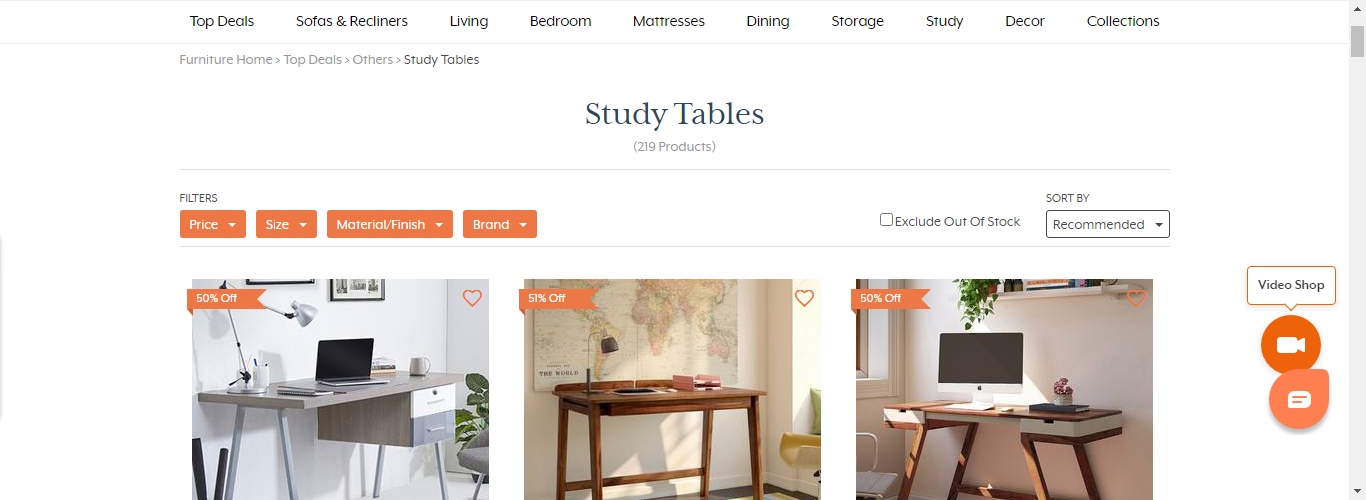 Top Deals Sofas & Recliners Living Bedroom Mattresses Dining Storage Study Decor Collections
Furniture Home > Top Deals > Others > Study Tables
Study Tables
(219 Products)
FILTERS
SORT BY
Price Size Material/Finish Brand
Exclude Out Of Stock
Recommended
50% Off
51% Off
50% Off
THE WORLD
Video Shop